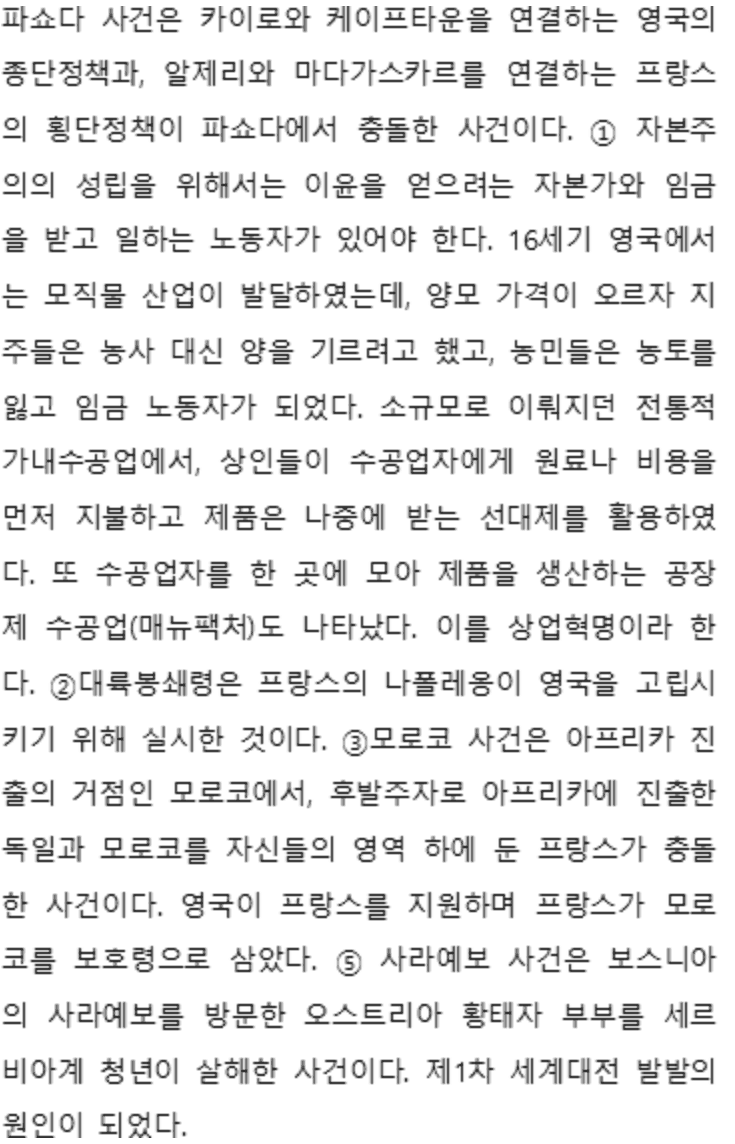 파쇼다 사건은 카이로와 케이프타운을 연결하는 영국의
종단정책과, 알제리와 마다가스카르를 연결하는 프랑스
의 횡단정책이 파쇼다에서 충돌한 사건이다. ① 자본주
의의 성립을 위해서는 이윤을 얻으려는 자본가와 임금
을 받고 일하는 노동자가 있어야 한다. 16세기 영국에서
는 모직물 산업이 발달하였는데, 양모 가격이 오르자 지
주들은 농사 대신 양을 기르려고 했고, 농민들은 농토를
잃고 임금 노동자가 되었다. 소규모로 이뤄지던 전통적
가내수공업에서, 상인들이 수공업자에게 원료나 비용을
먼저 지불하고 제품은 나중에 받는 선대제를 활용하였
다. 또 수공업자를 한 곳에 모아 제품을 생산하는 공장
제 수공업(매뉴팩처)도 나타났다. 이를 상업혁명이라 한
다. ②대륙봉쇄령은 프랑스의 나폴레옹이 영국을 고립시
키기 위해 실시한 것이다. ③모로코 사건은 아프리카 진
출의 거점인 모로코에서, 후발주자로 아프리카에 진출한
독일과 모로코를 자신들의 영역 하에 둔 프랑스가 충돌
한 사건이다. 영국이 프랑스를 지원하며 프랑스가 모로
코를 보호령으로 삼았다. ⑤ 사라예보 사건은 보스니아
의 사라예보를 방문한 오스트리아 황태자 부부를 세르
비아계 청년이 살해한 사건이다. 제1차 세계대전 발발의
원인이 되었다.